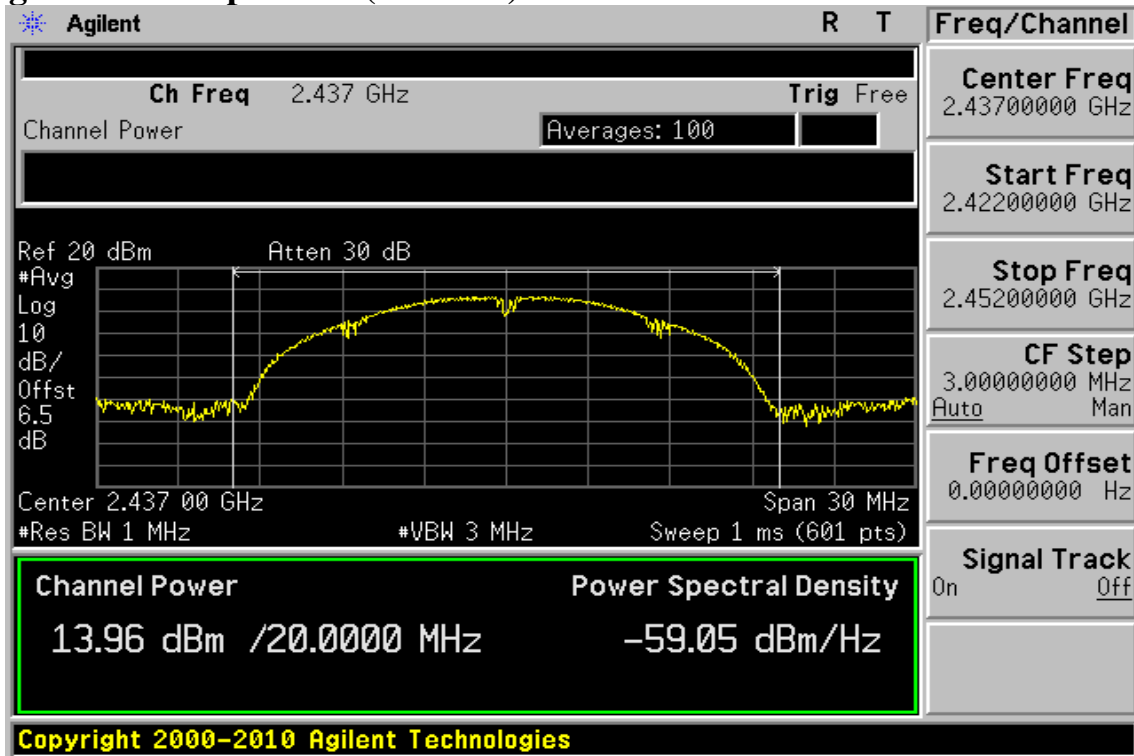 Agilent R T
Freq/Channel
Ch Freq 2.437 GHz Trig Free
Channel Power Averages: 100
Ref 20 dBm Atten 30 dB
#Avg
Log
10
dB/
Offst
6.5
dB
Center 2.437 00 GHz Span 30 MHz
#Res BW 1 MHz #VBW 3 MHz Sweep 1 ms (601 pts)
Channel Power Power Spectral Density
13.96 dBm /20.0000 MHz -59.05 dBm/Hz
Center Freq
2.43700000 GHz
Start Freq
2.42200000 GHz
Stop Freq
2.45200000 GHz
CF Step
3.00000000 MHz
Auto Man
Freq Offset
0.00000000 Hz
Signal Track
On Off
Copyright 2000-2010 Agilent Technologies